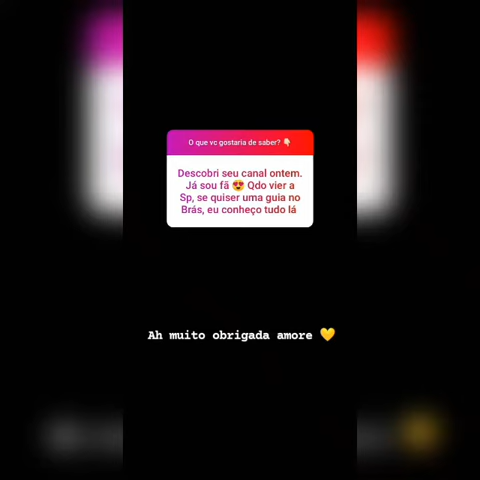 O que vc gostaria de saber? 👇🏼
Descobri seu canal ontem.
Já sou fã 😍 Qdo vier a
Sp, se quiser uma guia no
Brás, eu conheço tudo lá
Ah muito obrigada amore 💛